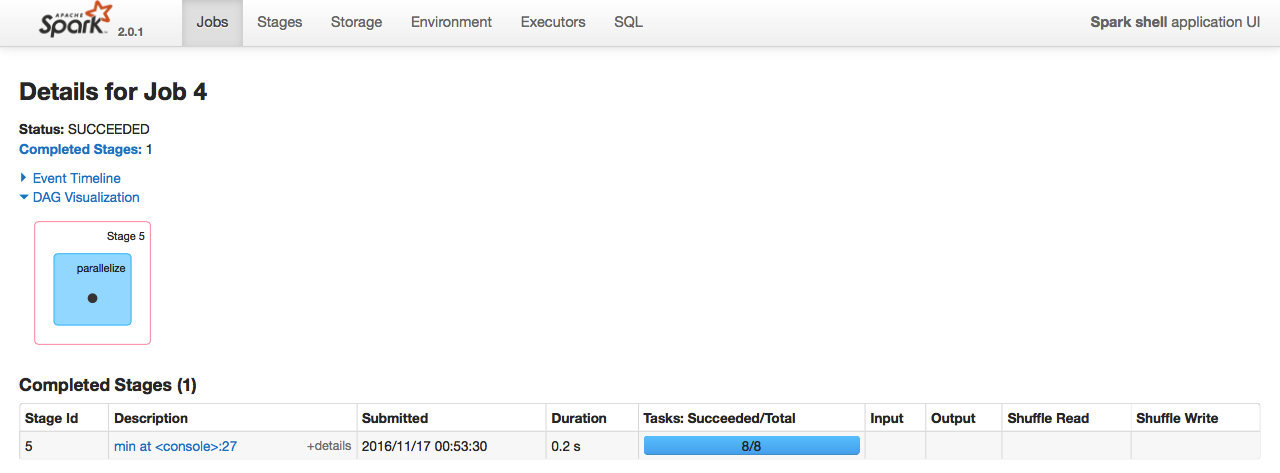 APACHE
Spark 2.0.1 Jobs Stages Storage Environment Executors SQL Spark shell application UI
Details for Job 4
Status: SUCCEEDED
Completed Stages: 1
Event Timeline
DAG Visualization
Stage 5
parallelize
Completed Stages (1)
Stage Id Description Submitted Duration Tasks: Succeeded/Total Input Output Shuffle Read Shuffle Write
5 min at <console>:27 +details 2016/11/17 00:53:30 0.2 s 8/8